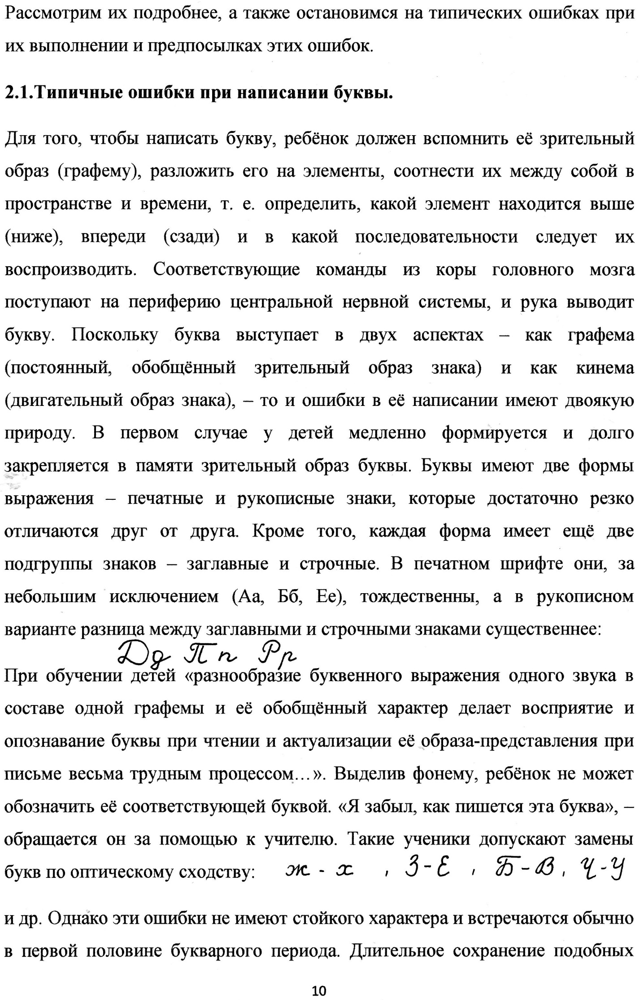 Рассмотрим их подробнее, а также остановимся на типических ошибках при
их выполнении и предпосылках этих ошибок.
2.1.Типичные ошибки при написании буквы.
Для того, чтобы написать букву, ребёнок должен вспомнить её зрительный
образ (графему), разложить его на элементы, соотнести их между собой в
пространстве и времени, т. е. определить, какой элемент находится выше
(ниже), впереди (сзади) и в какой последовательности следует их
воспроизводить. Соответствующие команды из коры головного мозга
поступают на периферию центральной нервной системы, и рука выводит
букву. Поскольку буква выступает в двух аспектах – как графема
(постоянный, обобщённый зрительный образ знака) и как кинема
(двигательный образ знака), – то и ошибки в её написании имеют двоякую
природу. В первом случае у детей медленно формируется и долго
закрепляется в памяти зрительный образ буквы. Буквы имеют две формы
выражения – печатные и рукописные знаки, которые достаточно резко
отличаются друг от друга. Кроме того, каждая форма имеет ещё две
подгруппы знаков – заглавные и строчные. В печатном шрифте они, за
небольшим исключением (Аа, Бб, Ее), тождественны, а в рукописном
варианте разница между заглавными и строчными знаками существеннее:
Дд Пп Рр
При обучении детей «разнообразие буквенного выражения одного звука в
составе одной графемы и её обобщённый характер делает восприятие и
опознавание буквы при чтении и актуализации её образа-представления при
письме весьма трудным процессом...». Выделив фонему, ребёнок не может
обозначить её соответствующей буквой. «Я забыл, как пишется эта буква», –
обращается он за помощью к учителю. Такие ученики допускают замены
букв по оптическому сходству: ж - х , З-Е , Б-В, Ч-У
и др. Однако эти ошибки не имеют стойкого характера и встречаются обычно
в первой половине букварного периода. Длительное сохранение подобных
10